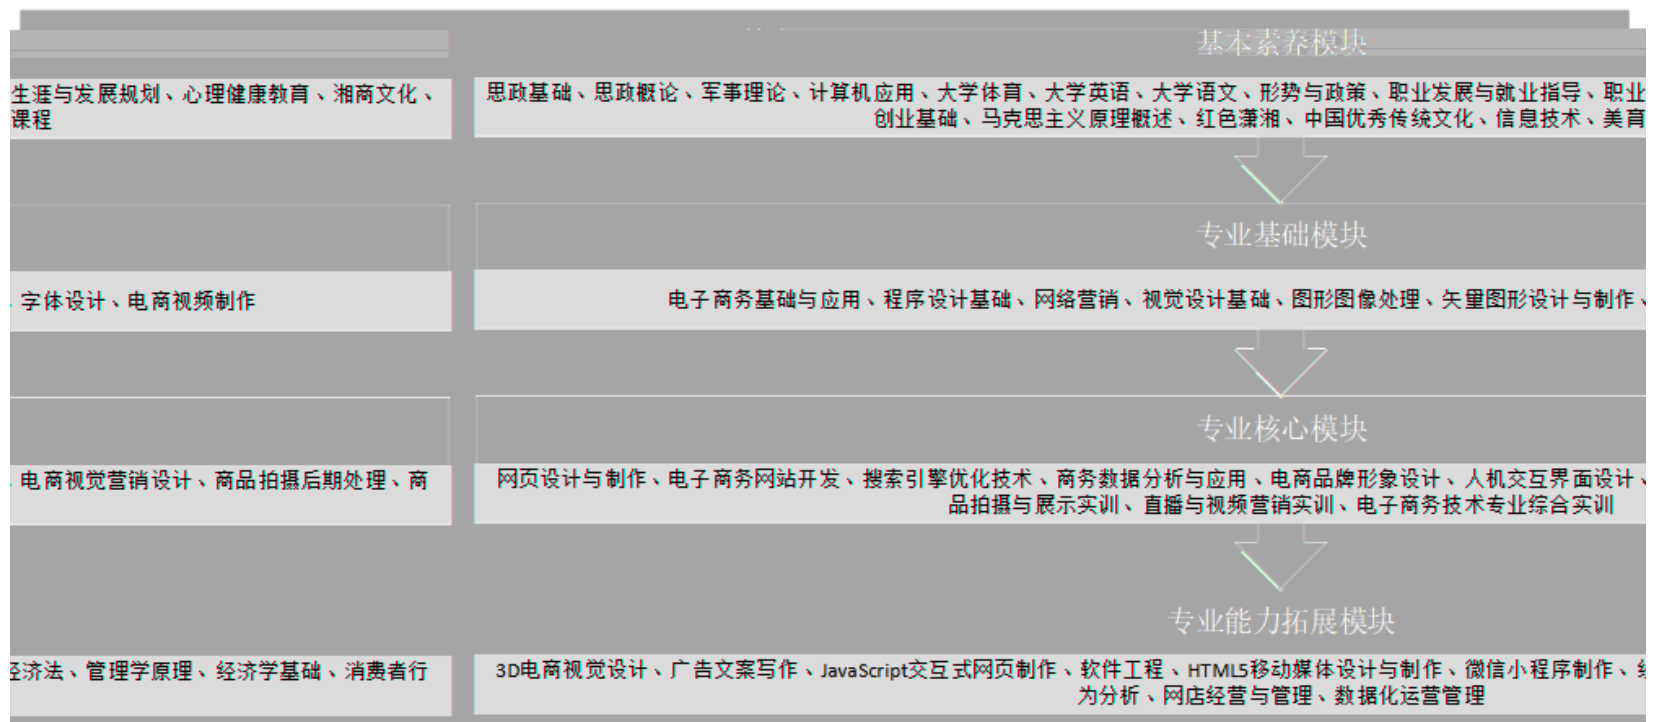 基本素养模块
生涯与发展规划、心理健康教育、湘商文化、
课程
思政基础、思政概论、军事理论、计算机应用、大学体育、大学英语、大学语文、形势与政策、职业发展与就业指导、职业
创业基础、马克思主义原理概述、红色潇湘、中国优秀传统文化、信息技术、美育
专业基础模块
、字体设计、电商视频制作
电子商务基础与应用、程序设计基础、网络营销、视觉设计基础、图形图像处理、矢量图形设计与制作、
专业核心模块
、电商视觉营销设计、商品拍摄后期处理、商
网页设计与制作、电子商务网站开发、搜索引擎优化技术、商务数据分析与应用、电商品牌形象设计、人机交互界面设计、
品拍摄与展示实训、直播与视频营销实训、电子商务技术专业综合实训
专业能力拓展模块
经济法、管理学原理、经济学基础、消费者行
3D电商视觉设计、广告文案写作、JavaScript交互式网页制作、软件工程、HTML5移动媒体设计与制作、微信小程序制作、
为分析、网店经营与管理、数据化运营管理